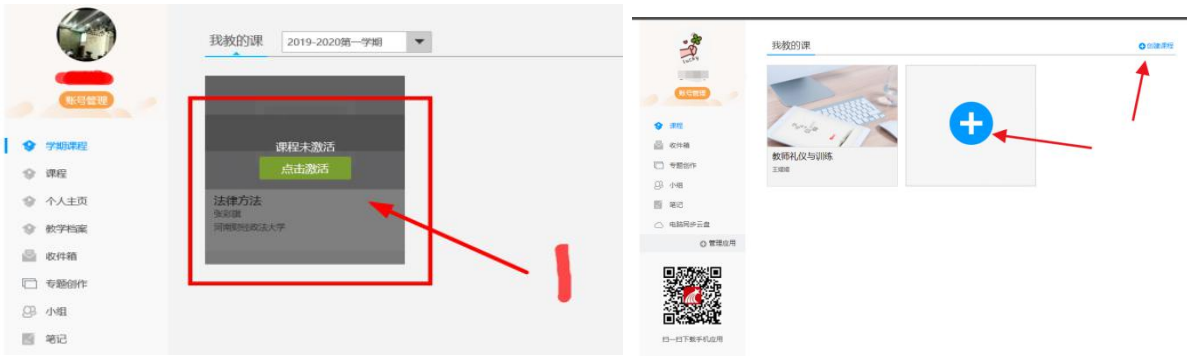 我教的课 2019-2020第一学期
账号管理
学期课程
课程
个人主页
教学档案
收件箱
专题创作
小组
笔记
课程未激活
点击激活
法律方法
河南财经政法大学
1
lucky
账号管理
课程
收件箱
专题创作
小组
笔记
电脑同步云盘
管理应用
扫一扫下载手机应用
我教的课
创建课程
教师礼仪与训练